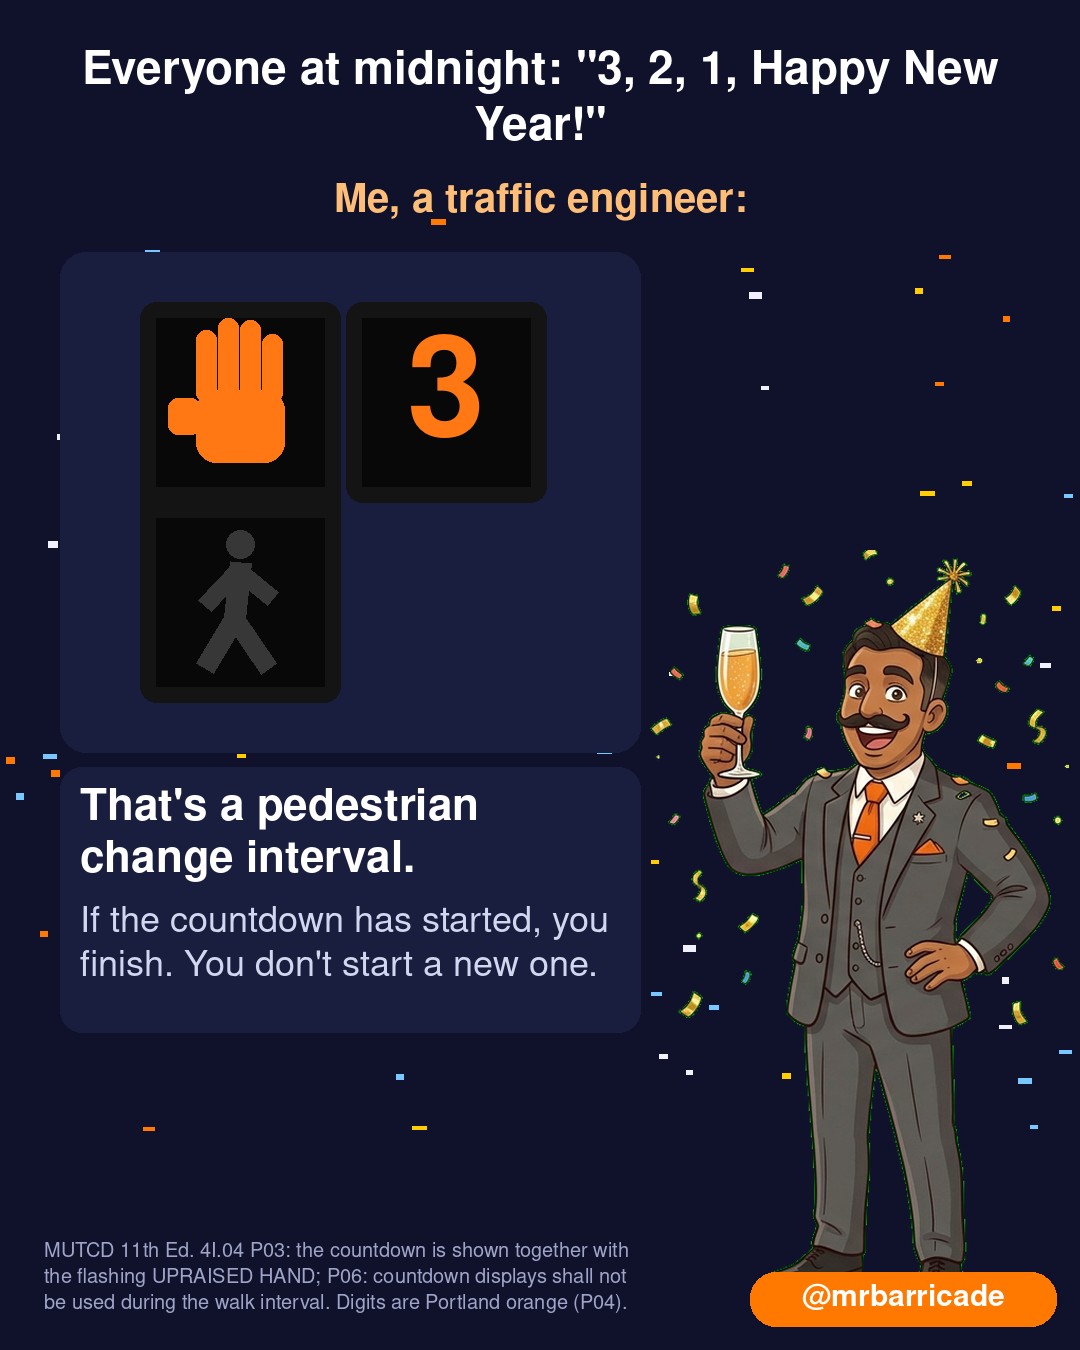 Everyone at midnight: "3, 2, 1, Happy New
Year!"
Me, a traffic engineer:
3
That's a pedestrian
change interval.
If the countdown has started, you
finish. You don't start a new one.
MUTCD 11th Ed. 4I.04 P03: the countdown is shown together with
the flashing UPRAISED HAND; P06: countdown displays shall not
be used during the walk interval. Digits are Portland orange (P04).
@mrbarricade